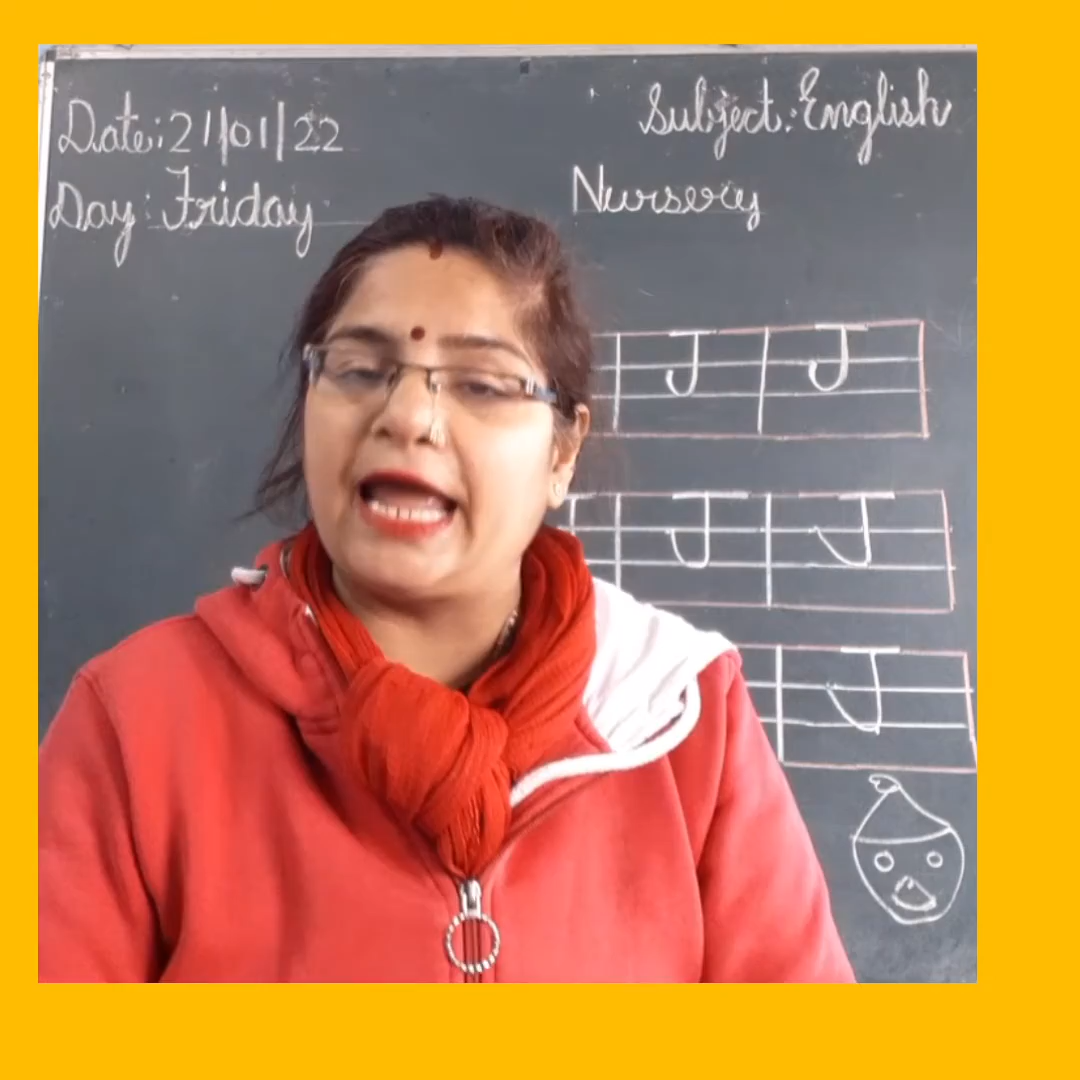 Date: 21/01/22
Subject: English
Day: Friday
Nursery
J J
J J
J